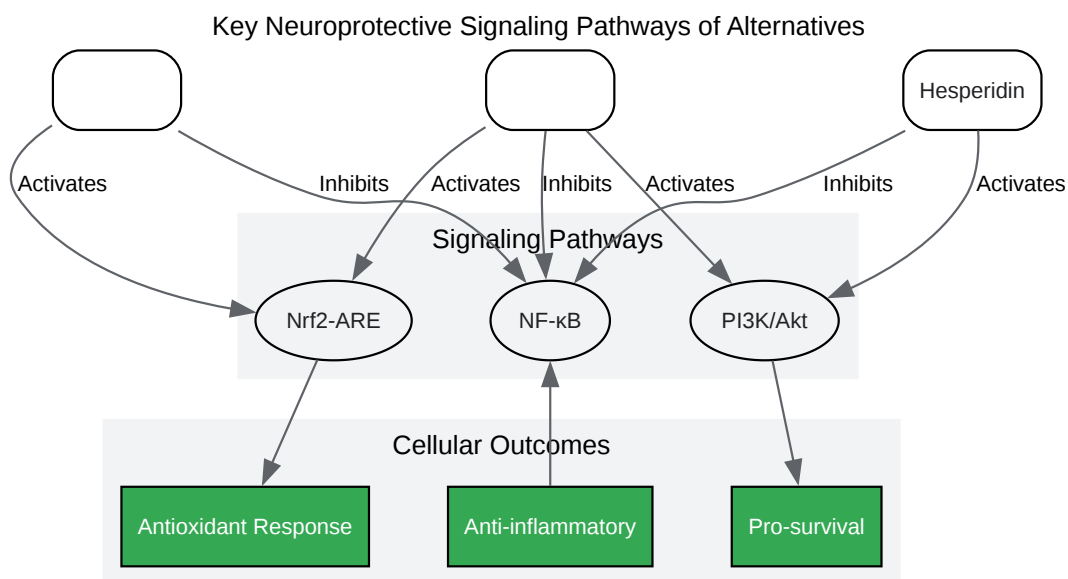 Key Neuroprotective Signaling Pathways of Alternatives
Hesperidin
Activates
Inhibits
Activates
Inhibits
Activates
Inhibits
Activates
Signaling Pathways
Nrf2-ARE
NF-κB
PI3K/Akt
Cellular Outcomes
Antioxidant Response
Anti-inflammatory
Pro-survival